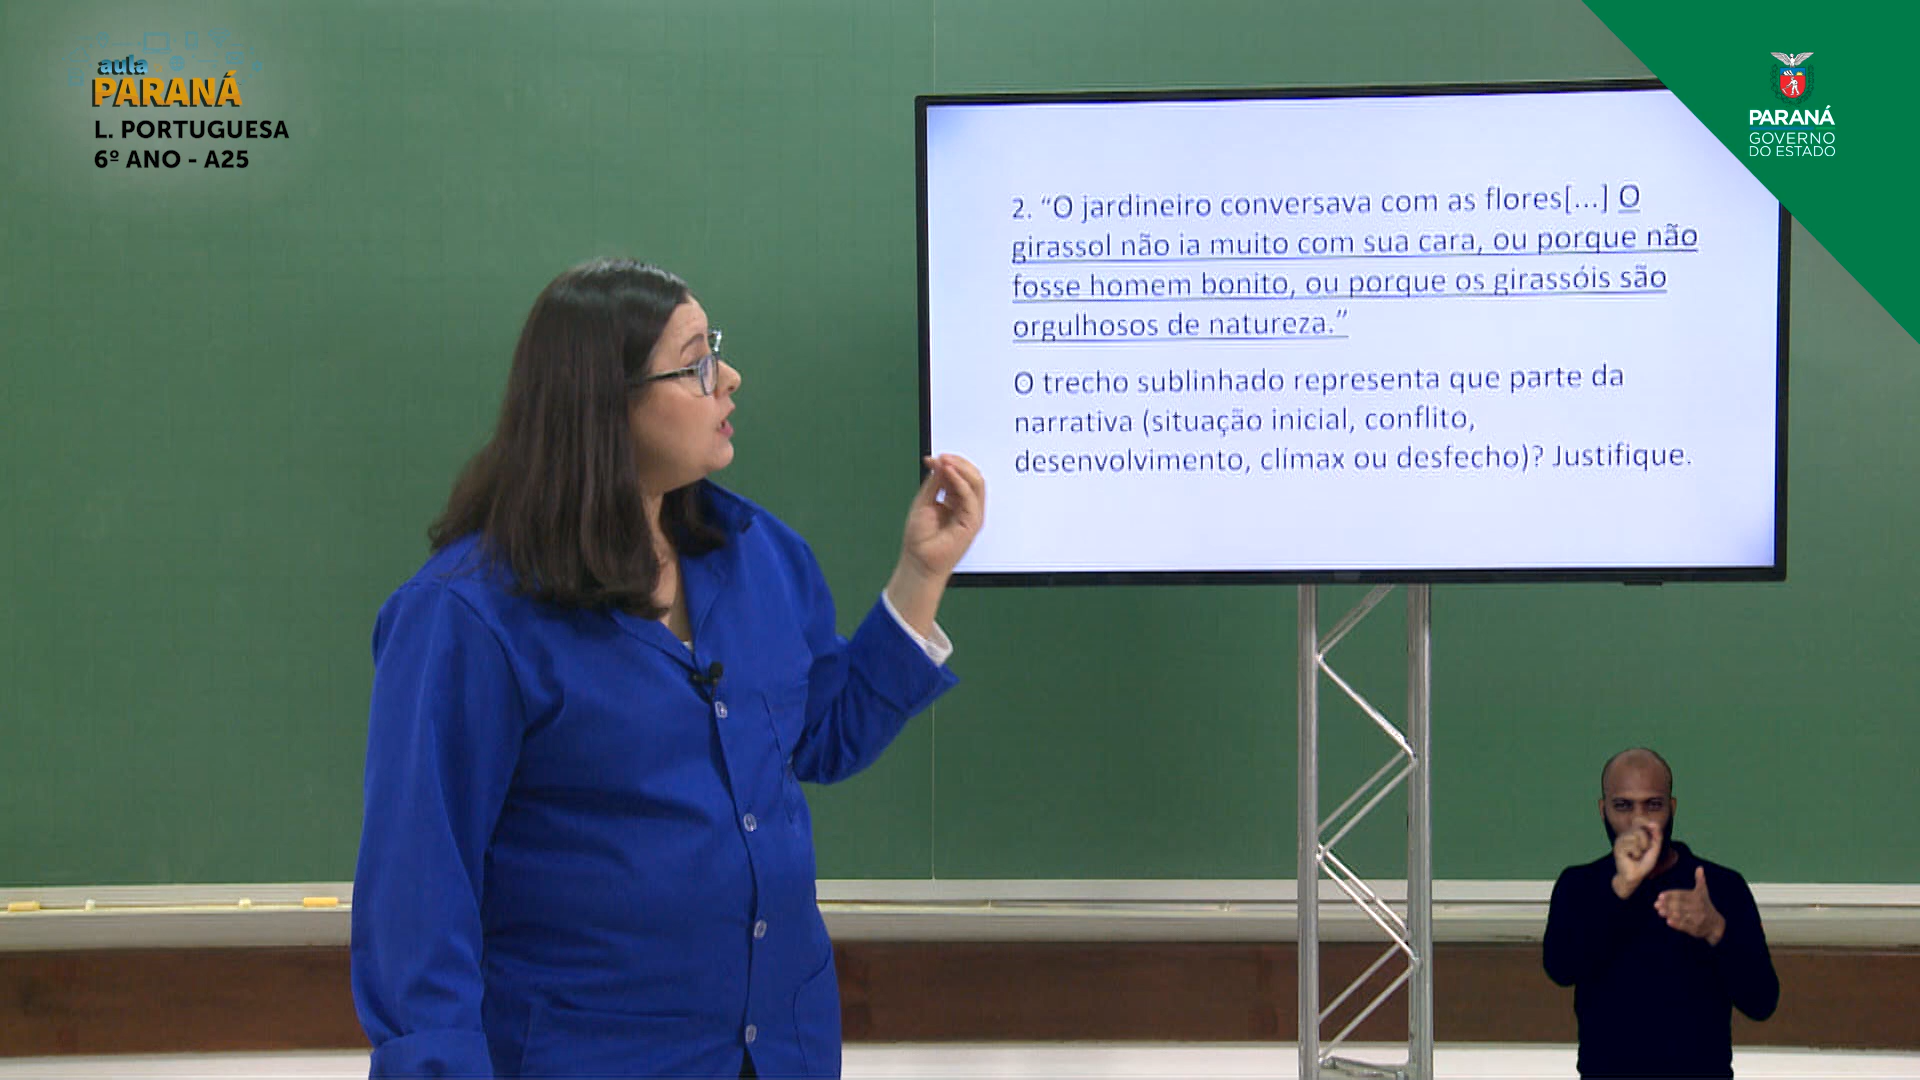 aula
PARANÁ
L. PORTUGUESA
6º ANO - A25
PARANÁ
GOVERNO
DO ESTADO
2. “O jardineiro conversava com as flores[...] O
girassol não ia muito com sua cara, ou porque não
fosse homem bonito, ou porque os girassóis são
orgulhosos de natureza.”
O trecho sublinhado representa que parte da
narrativa (situação inicial, conflito,
desenvolvimento, clímax ou desfecho)? Justifique.